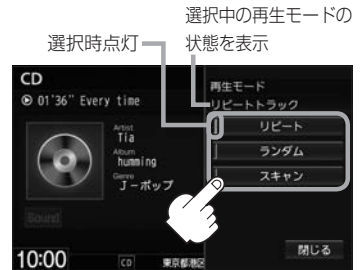 選択中の再生モードの
状態を表示
選択時点灯
CD
01'36" Every time
Artist
Tia
Album
humming
Genre
J-ポップ
Sound
10:00
CD
東京都港区
再生モード
リピートトラック
リピート
ランダム
スキャン
閉じる